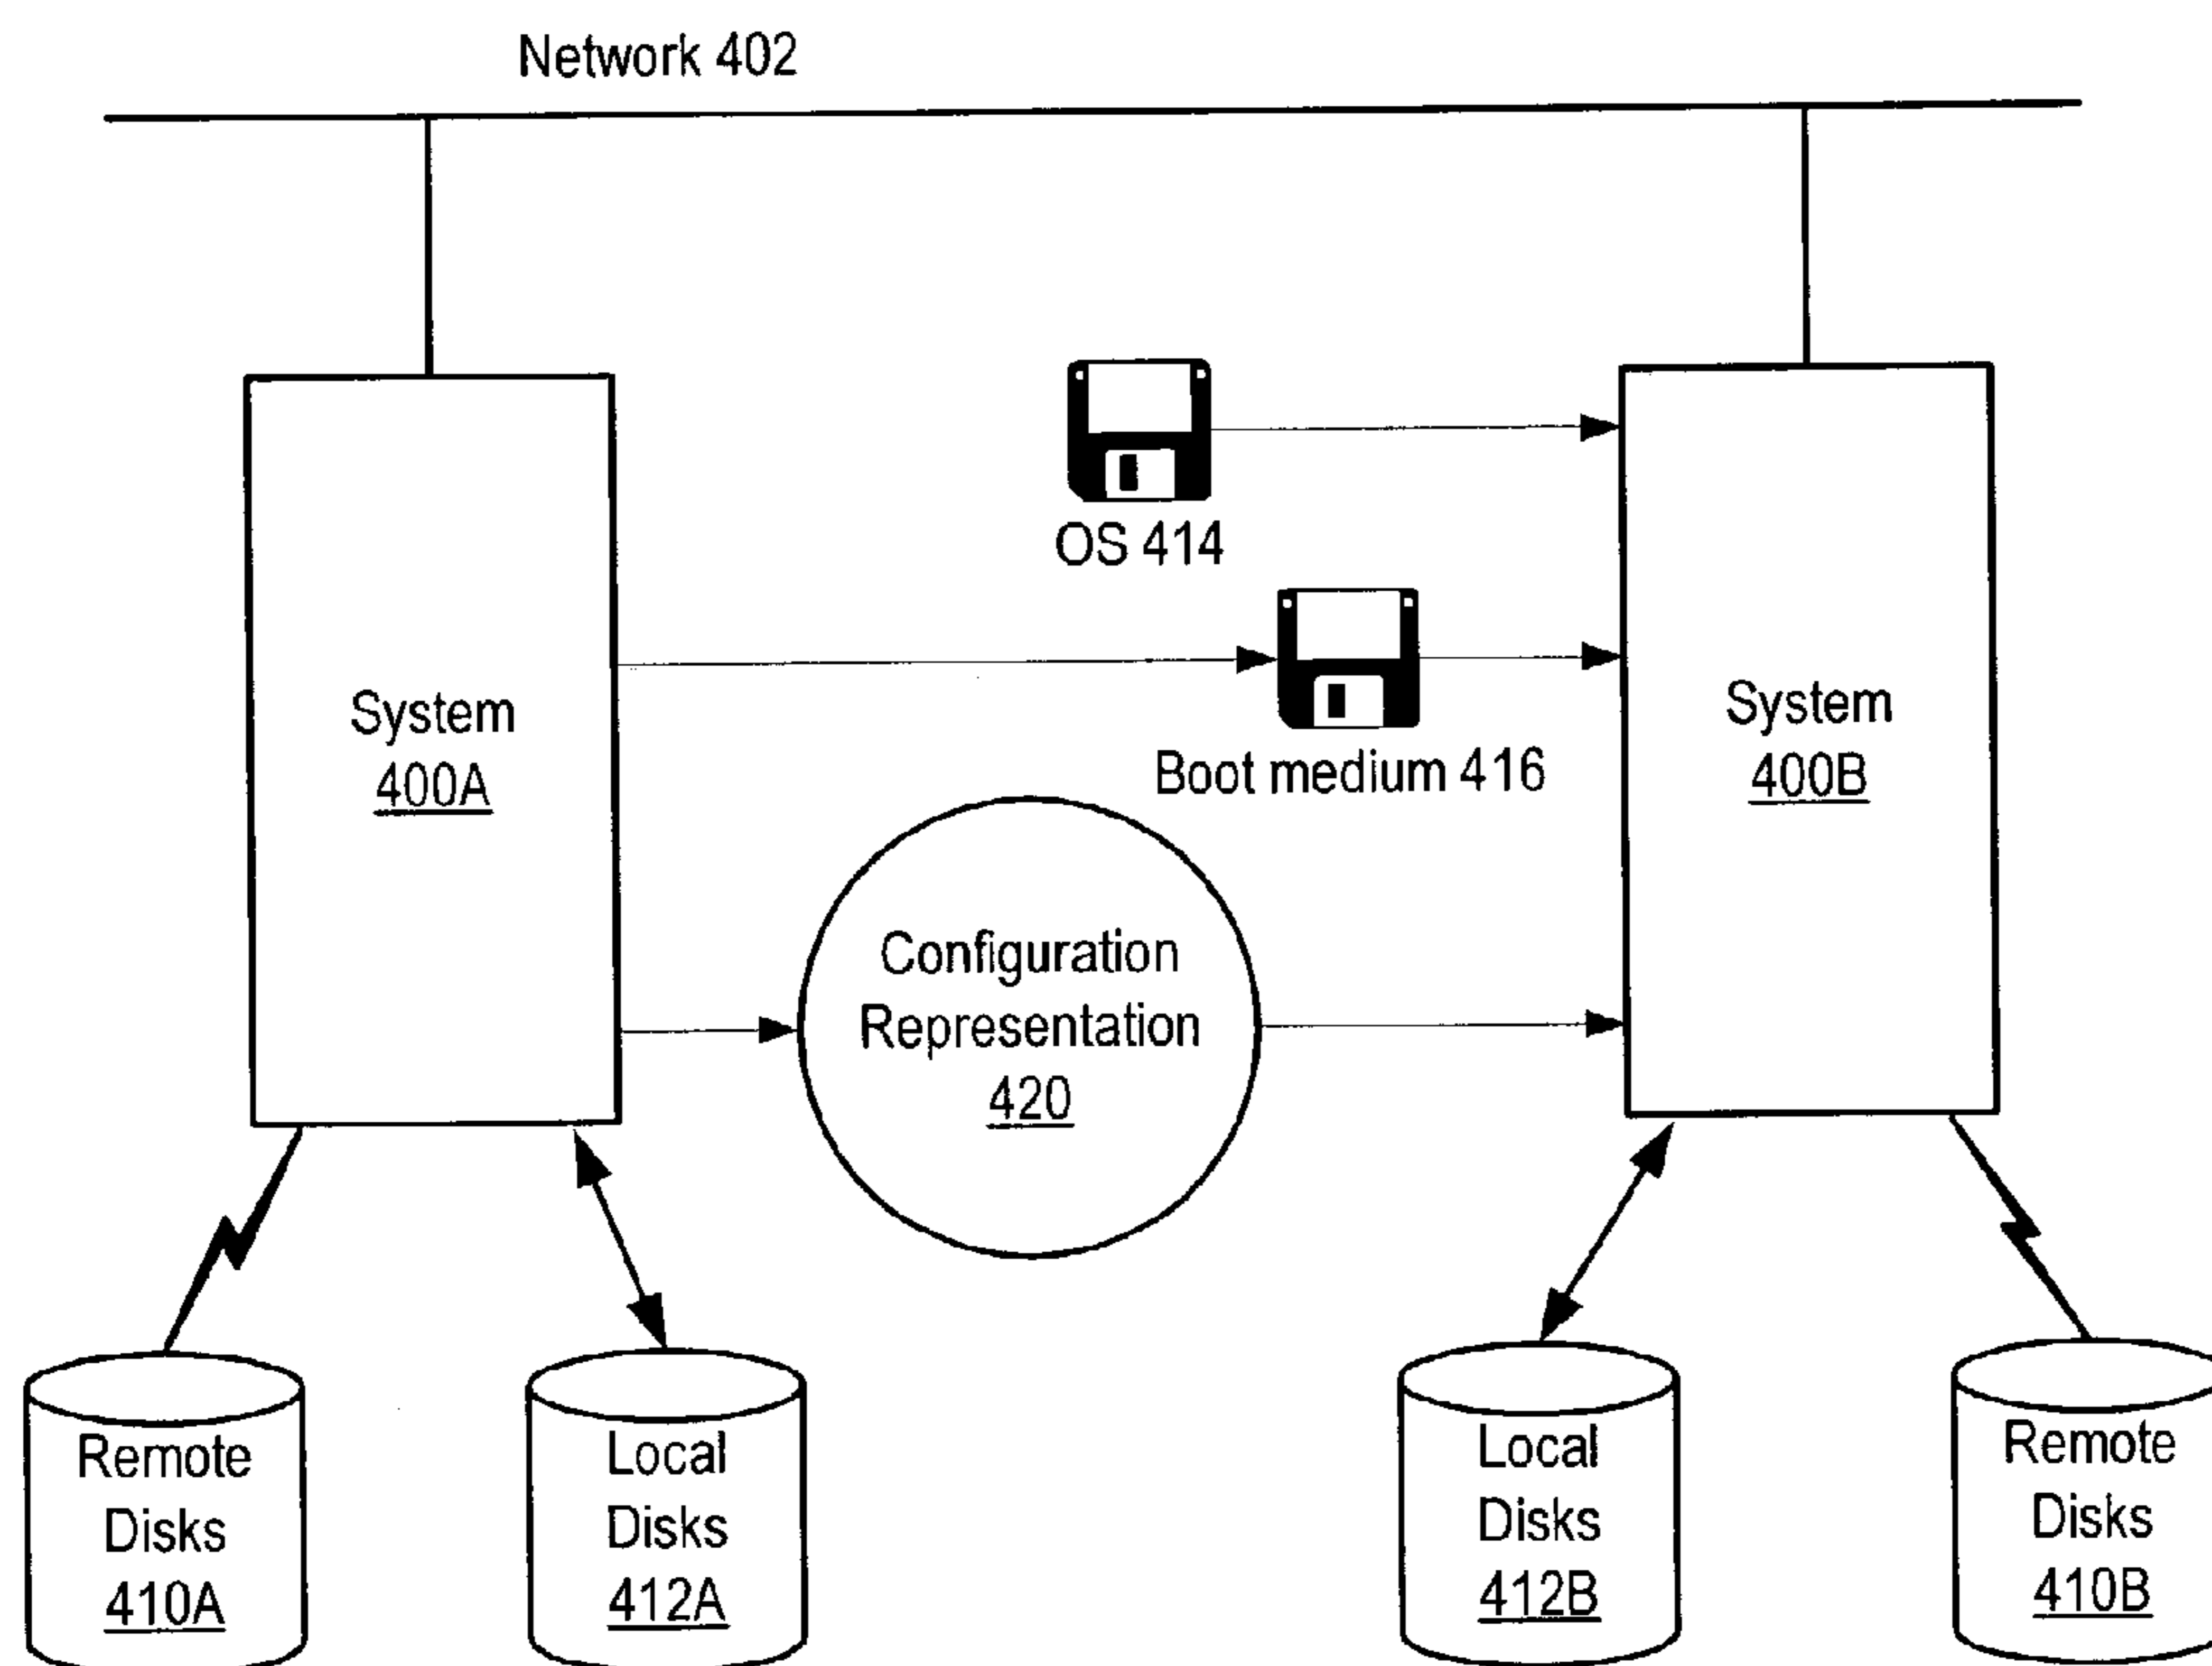 Network 402
OS 414
Boot medium 416
System
400A
System
400B
Configuration
Representation
420
Remote
Disks
410A
Local
Disks
412A
Local
Disks
412B
Remote
Disks
410B